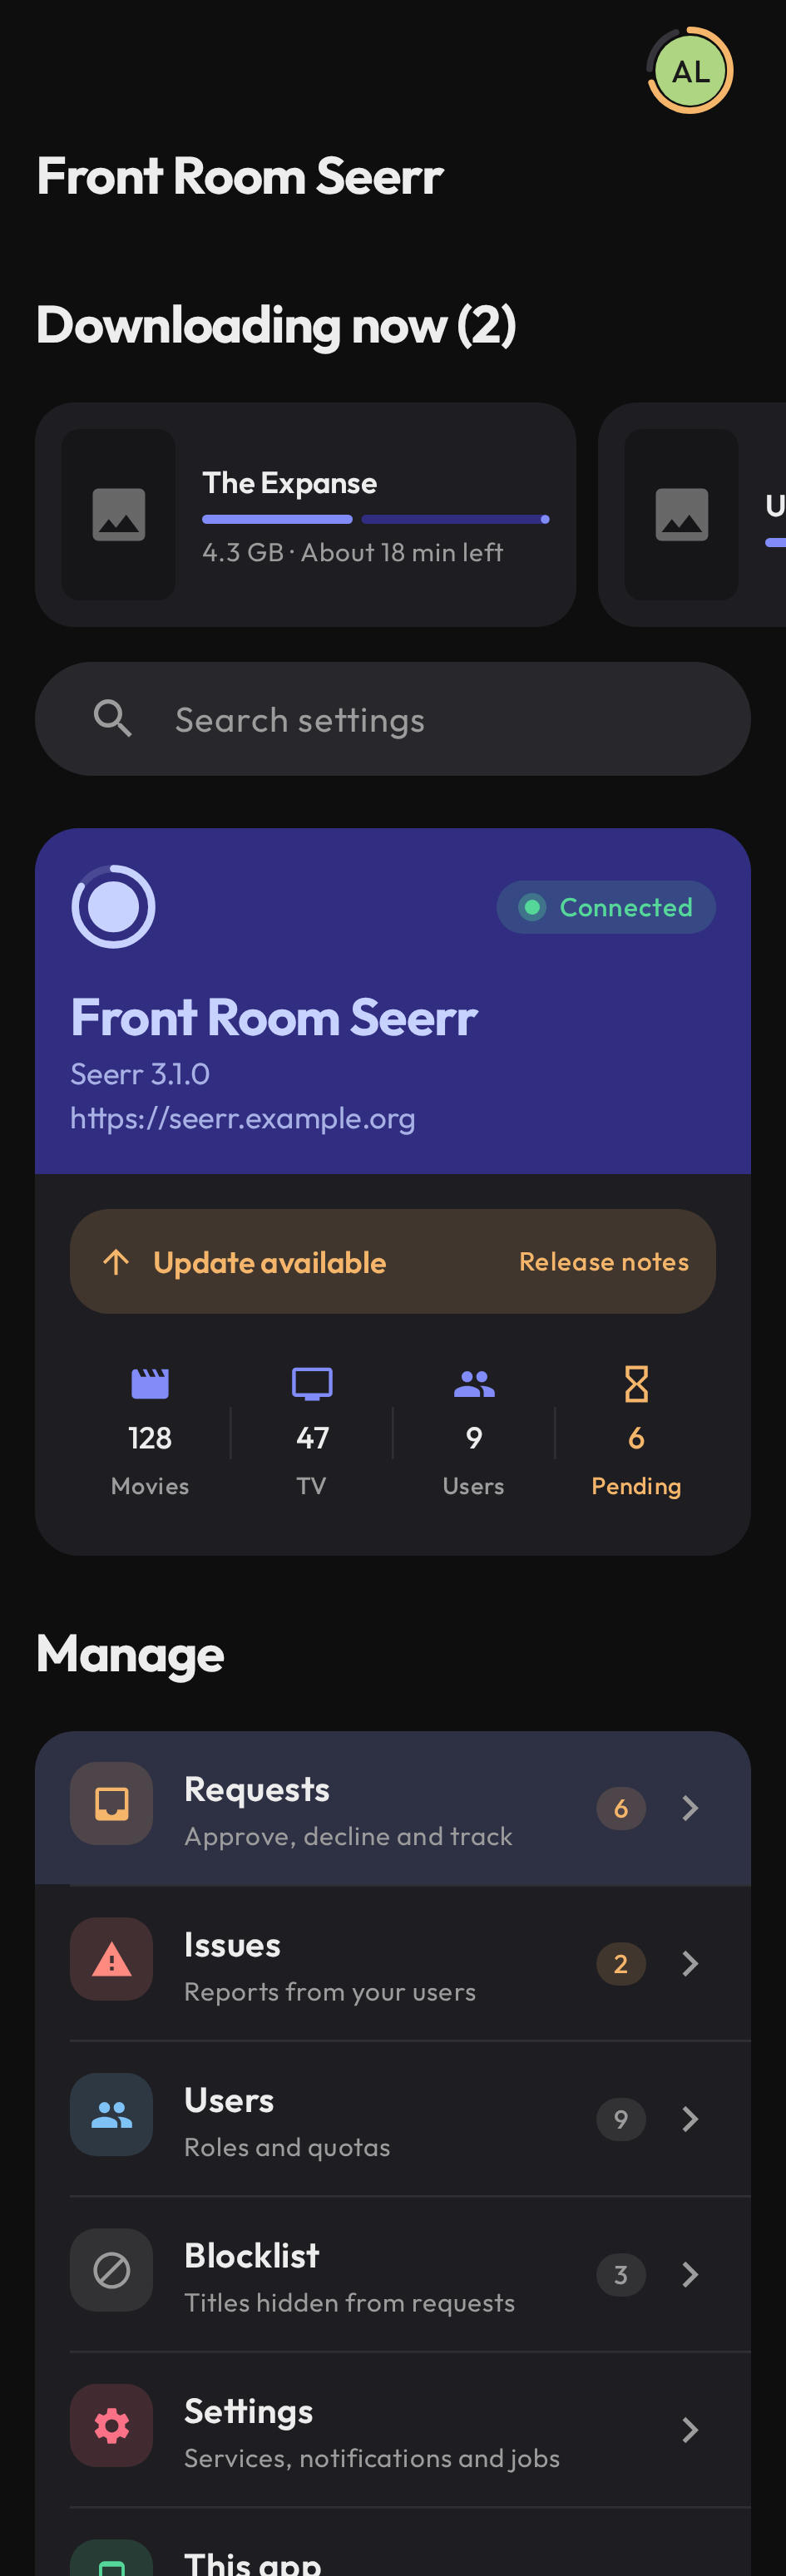 AL
Front Room Seerr
Downloading now (2)
The Expanse
4.3 GB · About 18 min left
U
Search settings
Connected
Front Room Seerr
Seerr 3.1.0
https://seerr.example.org
Update available
Release notes
128
47
9
6
Movies
TV
Users
Pending
Manage
Requests
Approve, decline and track
6
Issues
Reports from your users
2
Users
Roles and quotas
9
Blocklist
Titles hidden from requests
3
Settings
Services, notifications and jobs
This app